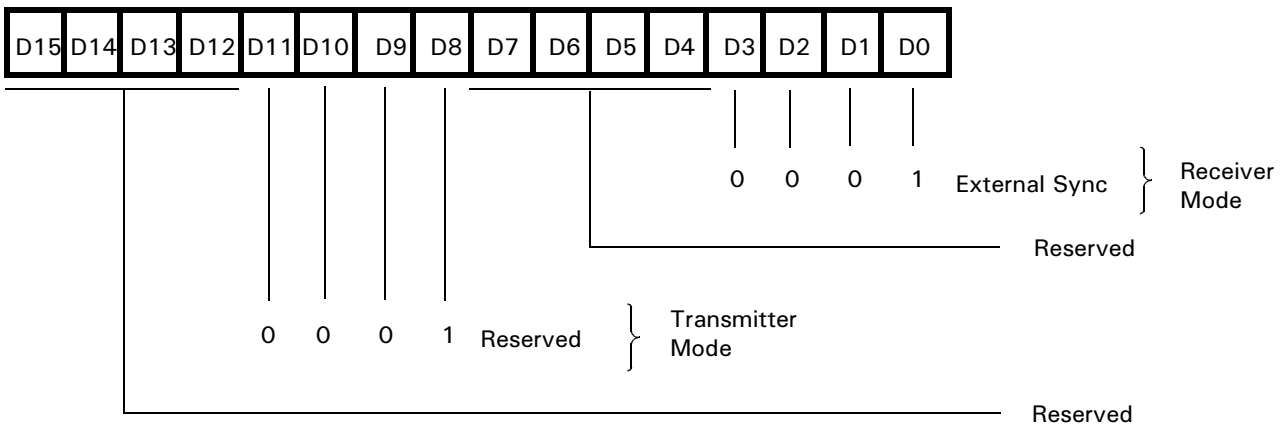 D15 D14 D13 D12 D11 D10 D9 D8 D7 D6 D5 D4 D3 D2 D1 D0
0 0 0 1 External Sync
Receiver
Mode
Reserved
0 0 0 1 Reserved
Transmitter
Mode
Reserved